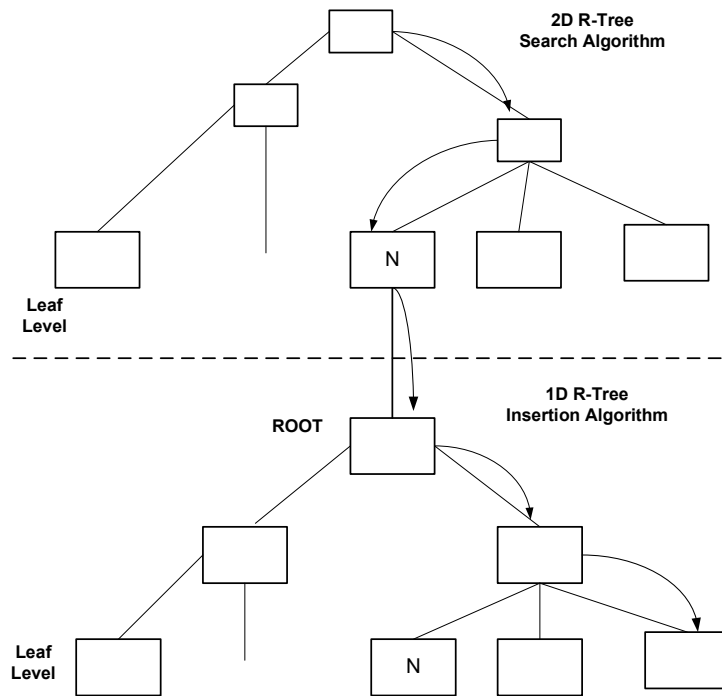 2D R-Tree
Search Algorithm
N
Leaf
Level
1D R-Tree
Insertion Algorithm
ROOT
Leaf
Level
N